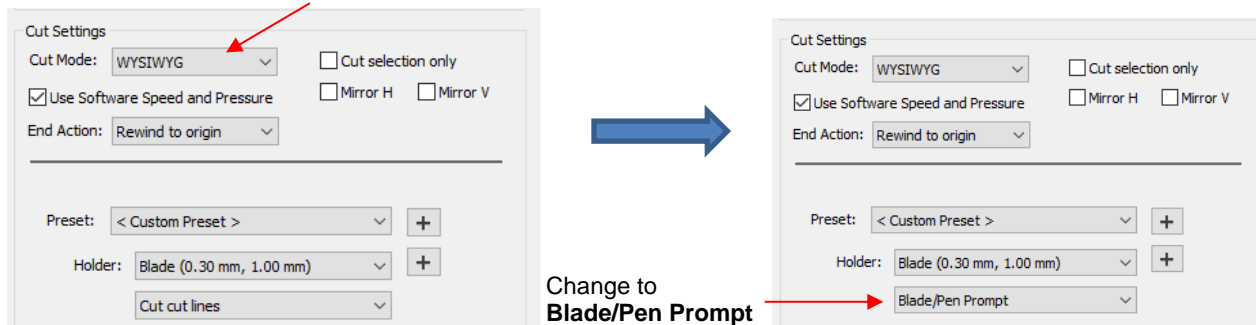 Cut Settings
Cut Mode: WYSIWYG
Cut selection only
Use Software Speed and Pressure
Mirror H Mirror V
End Action: Rewind to origin
Preset: < Custom Preset > +
Holder: Blade (0.30 mm, 1.00 mm) +
Cut cut lines
Change to
Blade/Pen Prompt
Cut Settings
Cut Mode: WYSIWYG
Cut selection only
Use Software Speed and Pressure
Mirror H Mirror V
End Action: Rewind to origin
Preset: < Custom Preset > +
Holder: Blade (0.30 mm, 1.00 mm) +
Blade/Pen Prompt